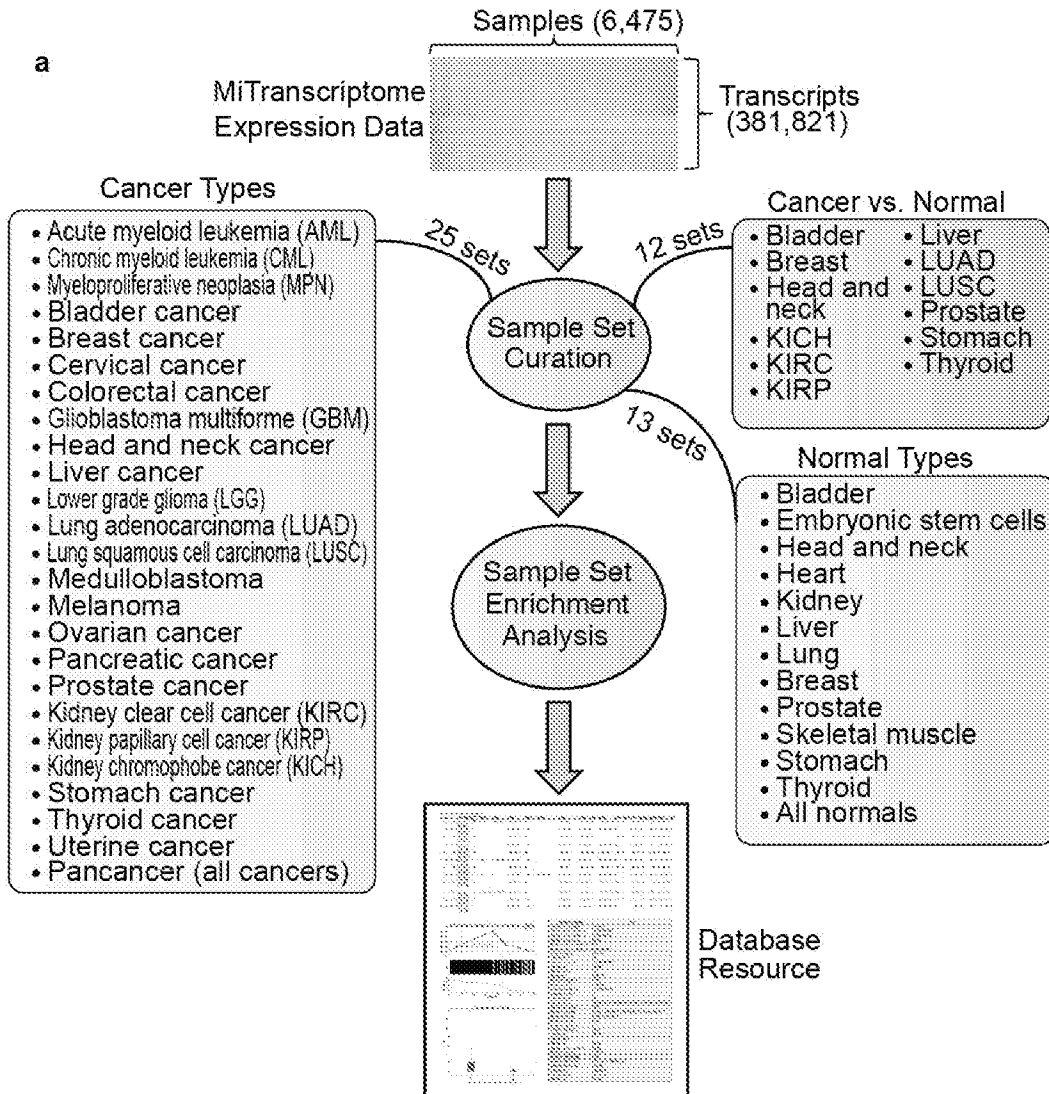 Samples (6,475)
a
MiTranscriptome
Expression Data
Transcripts
(381,821)
Cancer Types
• Acute myeloid leukemia (AML)
• Chronic myeloid leukemia (CML)
• Myeloproliferative neoplasia (MPN)
• Bladder cancer
• Breast cancer
• Cervical cancer
• Colorectal cancer
• Glioblastoma multiforme (GBM)
• Head and neck cancer
• Liver cancer
• Lower grade glioma (LGG)
• Lung adenocarcinoma (LUAD)
• Lung squamous cell carcinoma (LUSC)
• Medulloblastoma
• Melanoma
• Ovarian cancer
• Pancreatic cancer
• Prostate cancer
• Kidney clear cell cancer (KIRC)
• Kidney papillary cell cancer (KIRP)
• Kidney chromophobe cancer (KICH)
• Stomach cancer
• Thyroid cancer
• Uterine cancer
• Pancancer (all cancers)
25 sets
12 sets
Sample Set
Curation
13 sets
Cancer vs. Normal
• Bladder
• Breast
• Head and
neck
• KICH
• KIRC
• KIRP
• Liver
• LUAD
• LUSC
• Prostate
• Stomach
• Thyroid
Normal Types
• Bladder
• Embryonic stem cells
• Head and neck
• Heart
• Kidney
• Liver
• Lung
• Breast
• Prostate
• Skeletal muscle
• Stomach
• Thyroid
• All normals
Sample Set
Enrichment
Analysis
Database
Resource